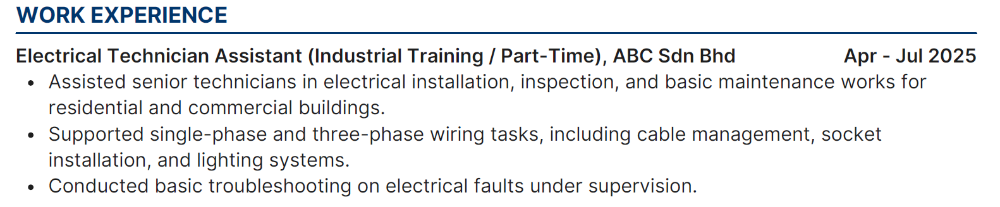 WORK EXPERIENCE
Electrical Technician Assistant (Industrial Training / Part-Time), ABC Sdn Bhd Apr - Jul 2025
• Assisted senior technicians in electrical installation, inspection, and basic maintenance works for
residential and commercial buildings.
• Supported single-phase and three-phase wiring tasks, including cable management, socket
installation, and lighting systems.
• Conducted basic troubleshooting on electrical faults under supervision.